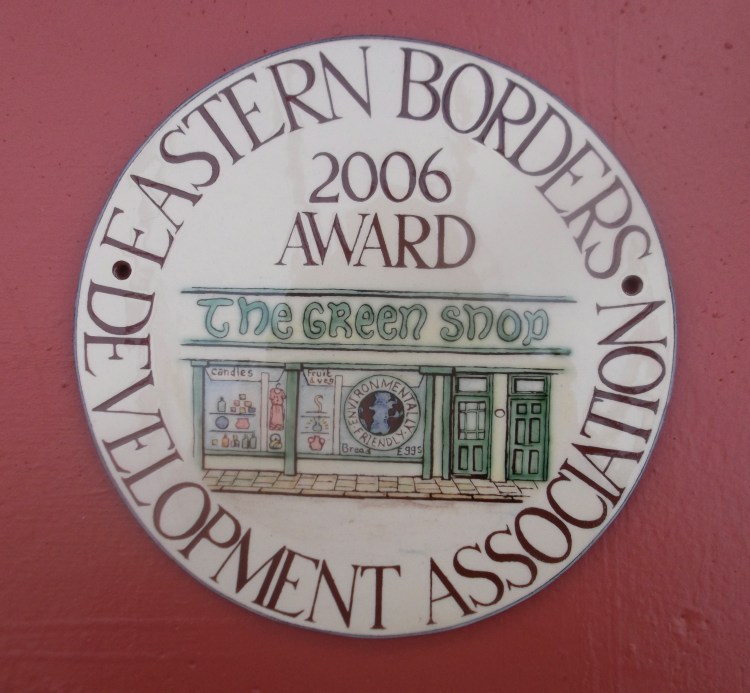 EASTERN BORDERS
DEVELOPMENT ASSOCIATION
2006
AWARD
The Green Shop
candles
fruit
& veg
ENVIRONMENTALLY
FRIENDLY
Bread
Eggs